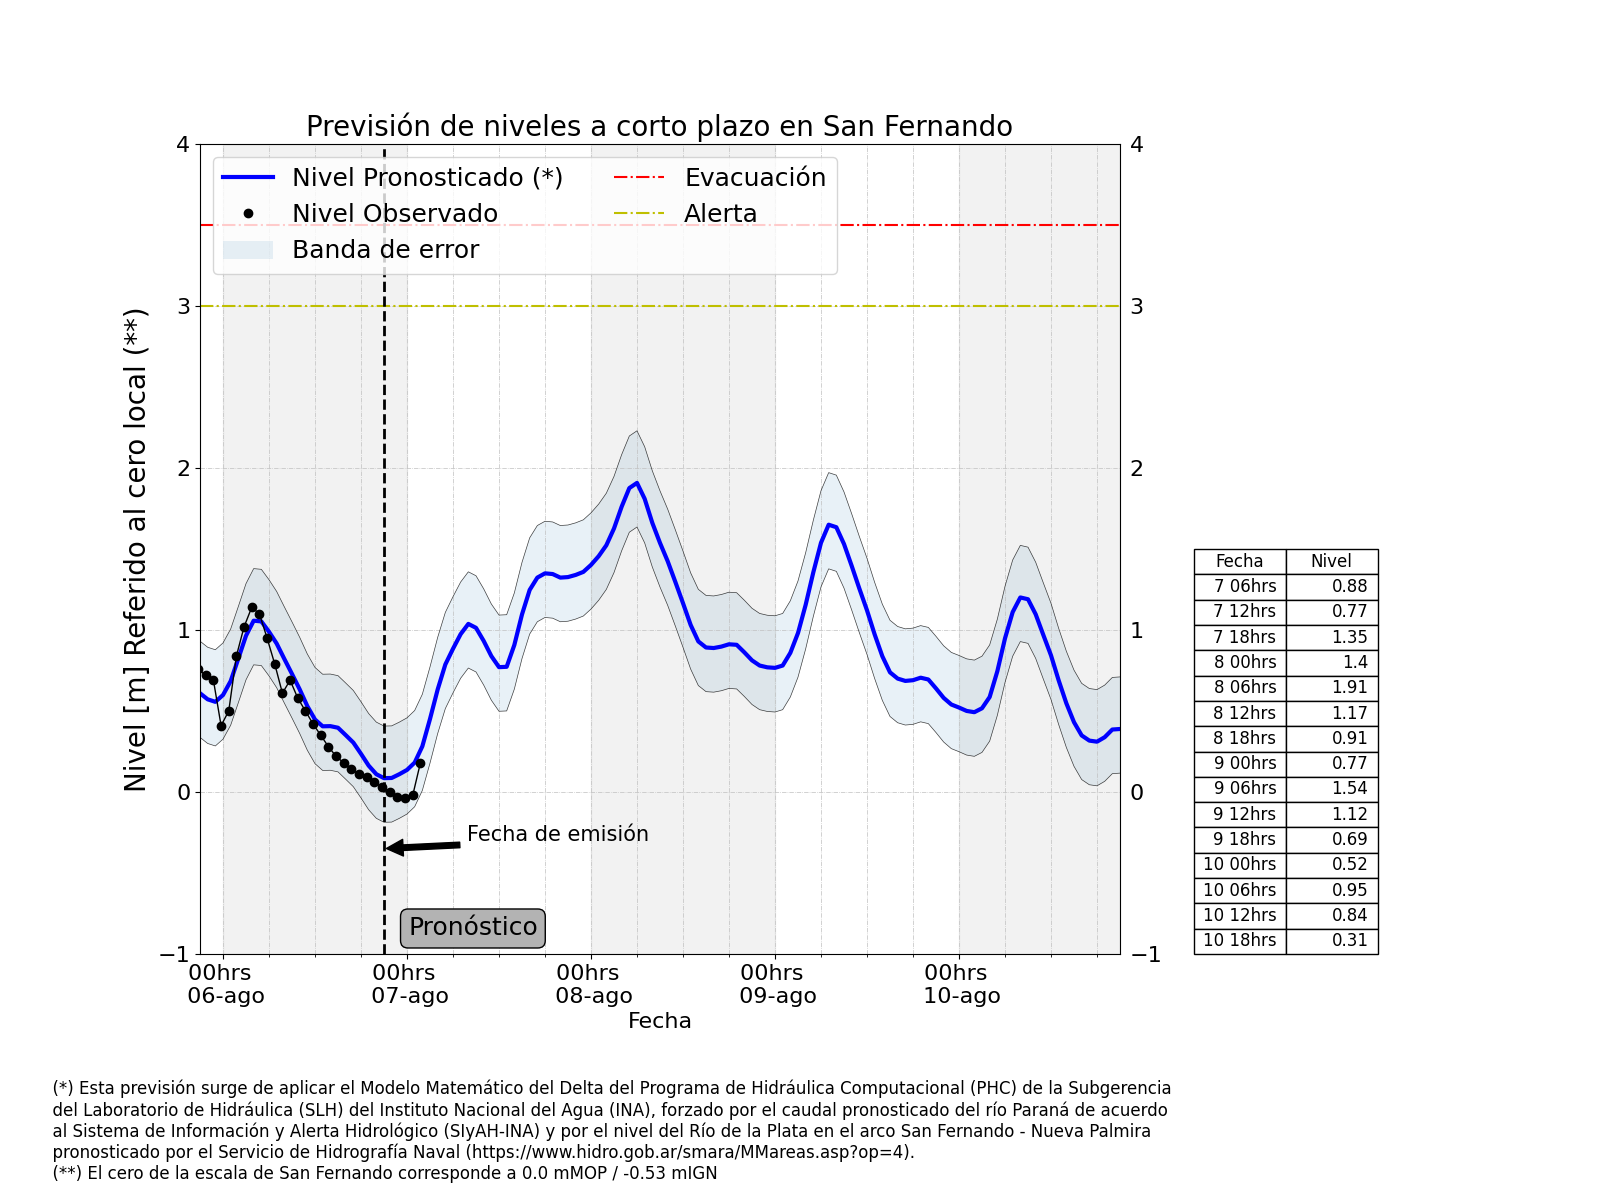 Previsión de niveles a corto plazo en San Fernando
Nivel Pronosticado (*)
Nivel Observado
Banda de error
Evacuación
Alerta
4
3
2
1
0
−1
4
3
2
1
0
−1
Nivel [m] Referido al cero local (**)
Fecha de emisión
Pronóstico
00hrs
06-ago
00hrs
07-ago
00hrs
08-ago
00hrs
09-ago
00hrs
10-ago
Fecha
Fecha Nivel
7 06hrs 0.88
7 12hrs 0.77
7 18hrs 1.35
8 00hrs 1.4
8 06hrs 1.91
8 12hrs 1.17
8 18hrs 0.91
9 00hrs 0.77
9 06hrs 1.54
9 12hrs 1.12
9 18hrs 0.69
10 00hrs 0.52
10 06hrs 0.95
10 12hrs 0.84
10 18hrs 0.31
(*) Esta previsión surge de aplicar el Modelo Matemático del Delta del Programa de Hidráulica Computacional (PHC) de la Subgerencia
del Laboratorio de Hidráulica (SLH) del Instituto Nacional del Agua (INA), forzado por el caudal pronosticado del río Paraná de acuerdo
al Sistema de Información y Alerta Hidrológico (SIyAH-INA) y por el nivel del Río de la Plata en el arco San Fernando - Nueva Palmira
pronosticado por el Servicio de Hidrografía Naval (https://www.hidro.gob.ar/smara/MMareas.asp?op=4).
(**) El cero de la escala de San Fernando corresponde a 0.0 mMOP / -0.53 mIGN